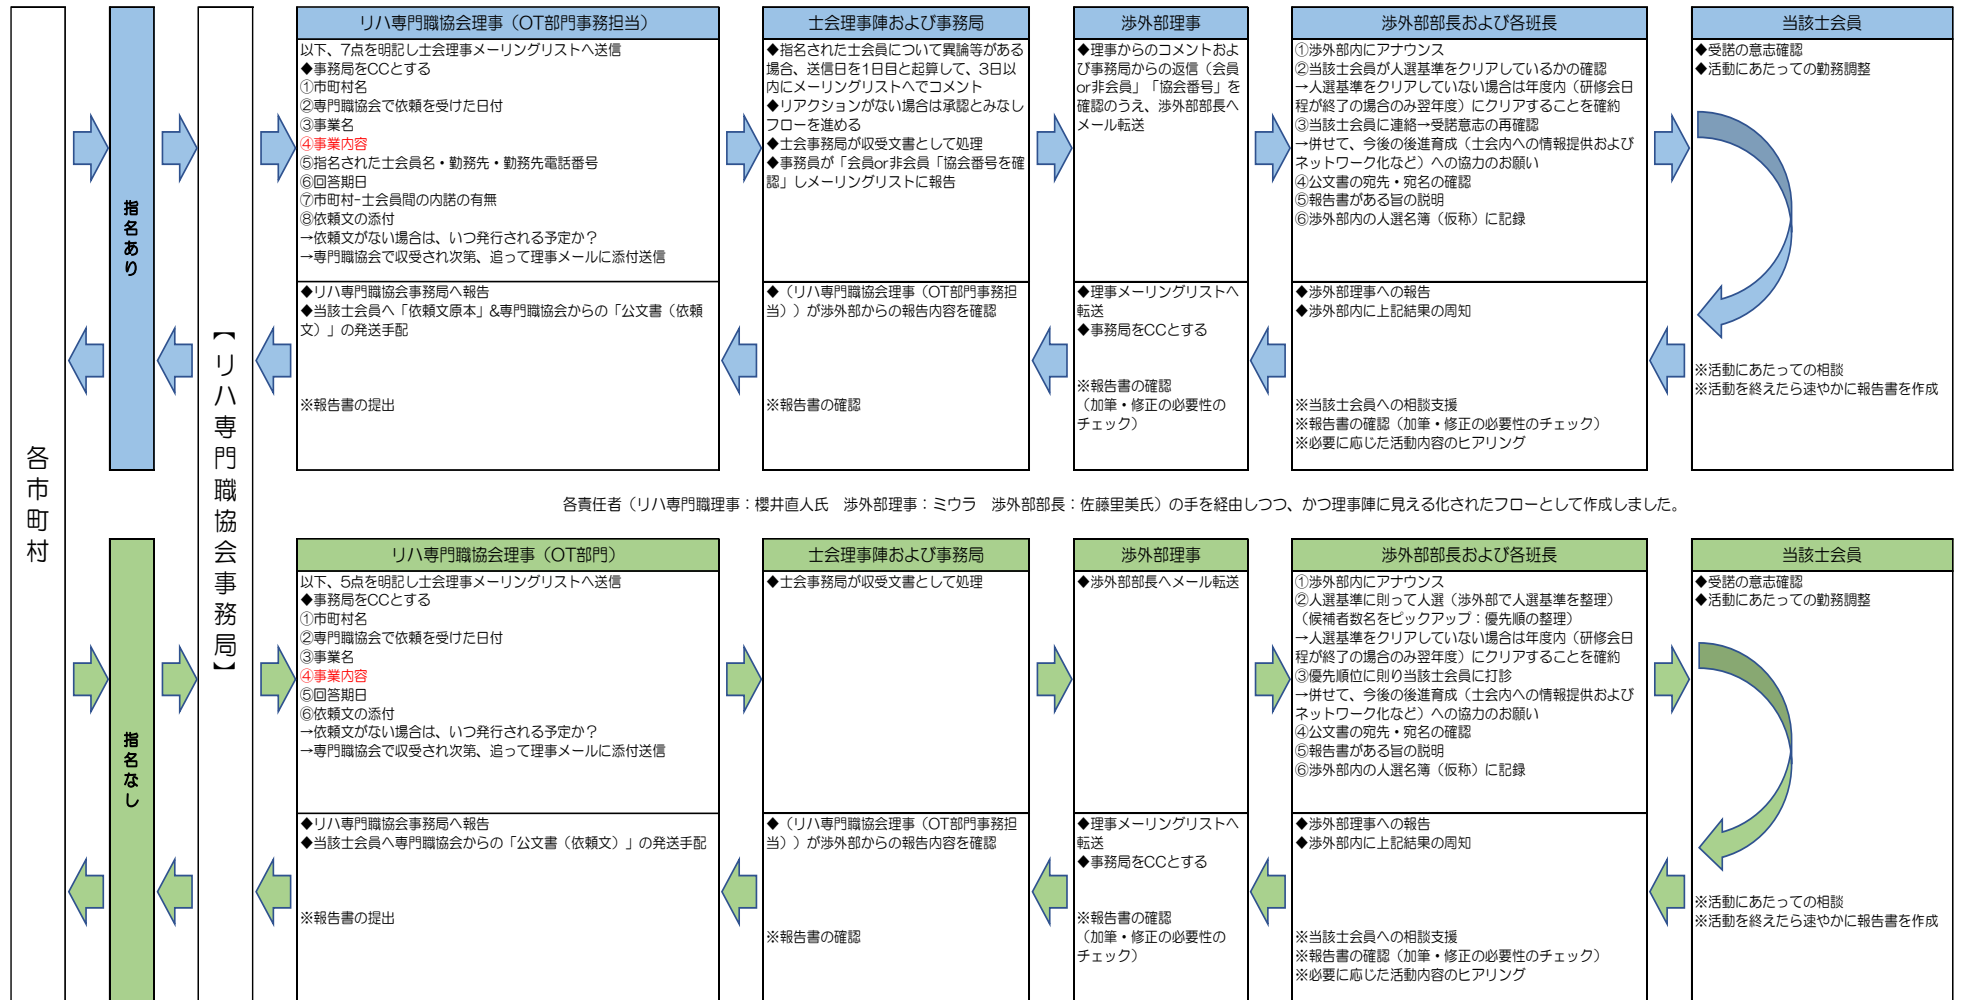 各市町村
指名あり
【リハ専門職協会事務局】
リハ専門職協会理事（OT部門事務担当）
以下、7点を明記し士会理事メーリングリストへ送信
◆事務局をCCとする
①市町村名
②専門職協会で依頼を受けた日付
③事業名
④事業内容
⑤指名された士会員名・勤務先・勤務先電話番号
⑥回答期日
⑦市町村−士会員間の内諾の有無
⑧依頼文の添付
→依頼文がない場合は、いつ発行される予定か？
→専門職協会で収受され次第、追って理事メールに添付送信
◆リハ専門職協会事務局へ報告
◆当該士会員へ「依頼文原本」&専門職協会からの「公文書（依頼
文）」の発送手配
※報告書の提出
士会理事陣および事務局
◆指名された士会員について異論等がある
場合、送信日を1日目と起算して、3日以
内にメーリングリストへでコメント
◆リアクションがない場合は承認とみなし
フローを進める
◆士会事務局が収受文書として処理
◆事務員が「会員or非会員「協会番号を確
認」しメーリングリストに報告
◆（リハ専門職協会理事（OT部門事務担
当））が渉外部からの報告内容を確認
※報告書の確認
渉外部理事
◆理事からのコメントおよ
び事務局からの返信（会員
or非会員」「協会番号」を
確認のうえ、渉外部部長へ
メール転送
◆理事メーリングリストへ
転送
◆事務局をCCとする
※報告書の確認
（加筆・修正の必要性の
チェック）
渉外部部長および各班長
①渉外部内にアナウンス
②当該士会員が人選基準をクリアしているかの確認
→人選基準をクリアしていない場合は年度内（研修会日
程が終了の場合のみ翌年度）にクリアすることを確約
③当該士会員に連絡→受諾意志の再確認
→併せて、今後の後進育成（士会内への情報提供および
ネットワーク化など）への協力のお願い
④公文書の宛先・宛名の確認
⑤報告書がある旨の説明
⑥渉外部内の人選名簿（仮称）に記録
◆渉外部理事への報告
◆渉外部内に上記結果の周知
※当該士会員への相談支援
※報告書の確認（加筆・修正の必要性のチェック）
※必要に応じた活動内容のヒアリング
当該士会員
◆受諾の意志確認
◆活動にあたっての勤務調整
※活動にあたっての相談
※活動を終えたら速やかに報告書を作成
各責任者（リハ専門職理事：櫻井直人氏　渉外部理事：ミウラ　渉外部部長：佐藤里美氏）の手を経由しつつ、かつ理事陣に見える化されたフローとして作成しました。
指名なし
リハ専門職協会理事（OT部門）
以下、5点を明記し士会理事メーリングリストへ送信
◆事務局をCCとする
①市町村名
②専門職協会で依頼を受けた日付
③事業名
④事業内容
⑤回答期日
⑥依頼文の添付
→依頼文がない場合は、いつ発行される予定か？
→専門職協会で収受され次第、追って理事メールに添付送信
◆リハ専門職協会事務局へ報告
◆当該士会員へ専門職協会からの「公文書（依頼文）」の発送手配
※報告書の提出
士会理事陣および事務局
◆士会事務局が収受文書として処理
◆（リハ専門職協会理事（OT部門事務担
当））が渉外部からの報告内容を確認
※報告書の確認
渉外部理事
◆渉外部部長へメール転送
◆理事メーリングリストへ
転送
◆事務局をCCとする
※報告書の確認
（加筆・修正の必要性の
チェック）
渉外部部長および各班長
①渉外部内にアナウンス
②人選基準に則って人選（渉外部で人選基準を整理）
（候補者数名をピックアップ：優先順の整理）
→人選基準をクリアしていない場合は年度内（研修会日
程が終了の場合のみ翌年度）にクリアすることを確約
③優先順位に則り当該士会員に打診
→併せて、今後の後進育成（士会内への情報提供および
ネットワーク化など）への協力のお願い
④公文書の宛先・宛名の確認
⑤報告書がある旨の説明
⑥渉外部内の人選名簿（仮称）に記録
◆渉外部理事への報告
◆渉外部内に上記結果の周知
※当該士会員への相談支援
※報告書の確認（加筆・修正の必要性のチェック）
※必要に応じた活動内容のヒアリング
当該士会員
◆受諾の意志確認
◆活動にあたっての勤務調整
※活動にあたっての相談
※活動を終えたら速やかに報告書を作成